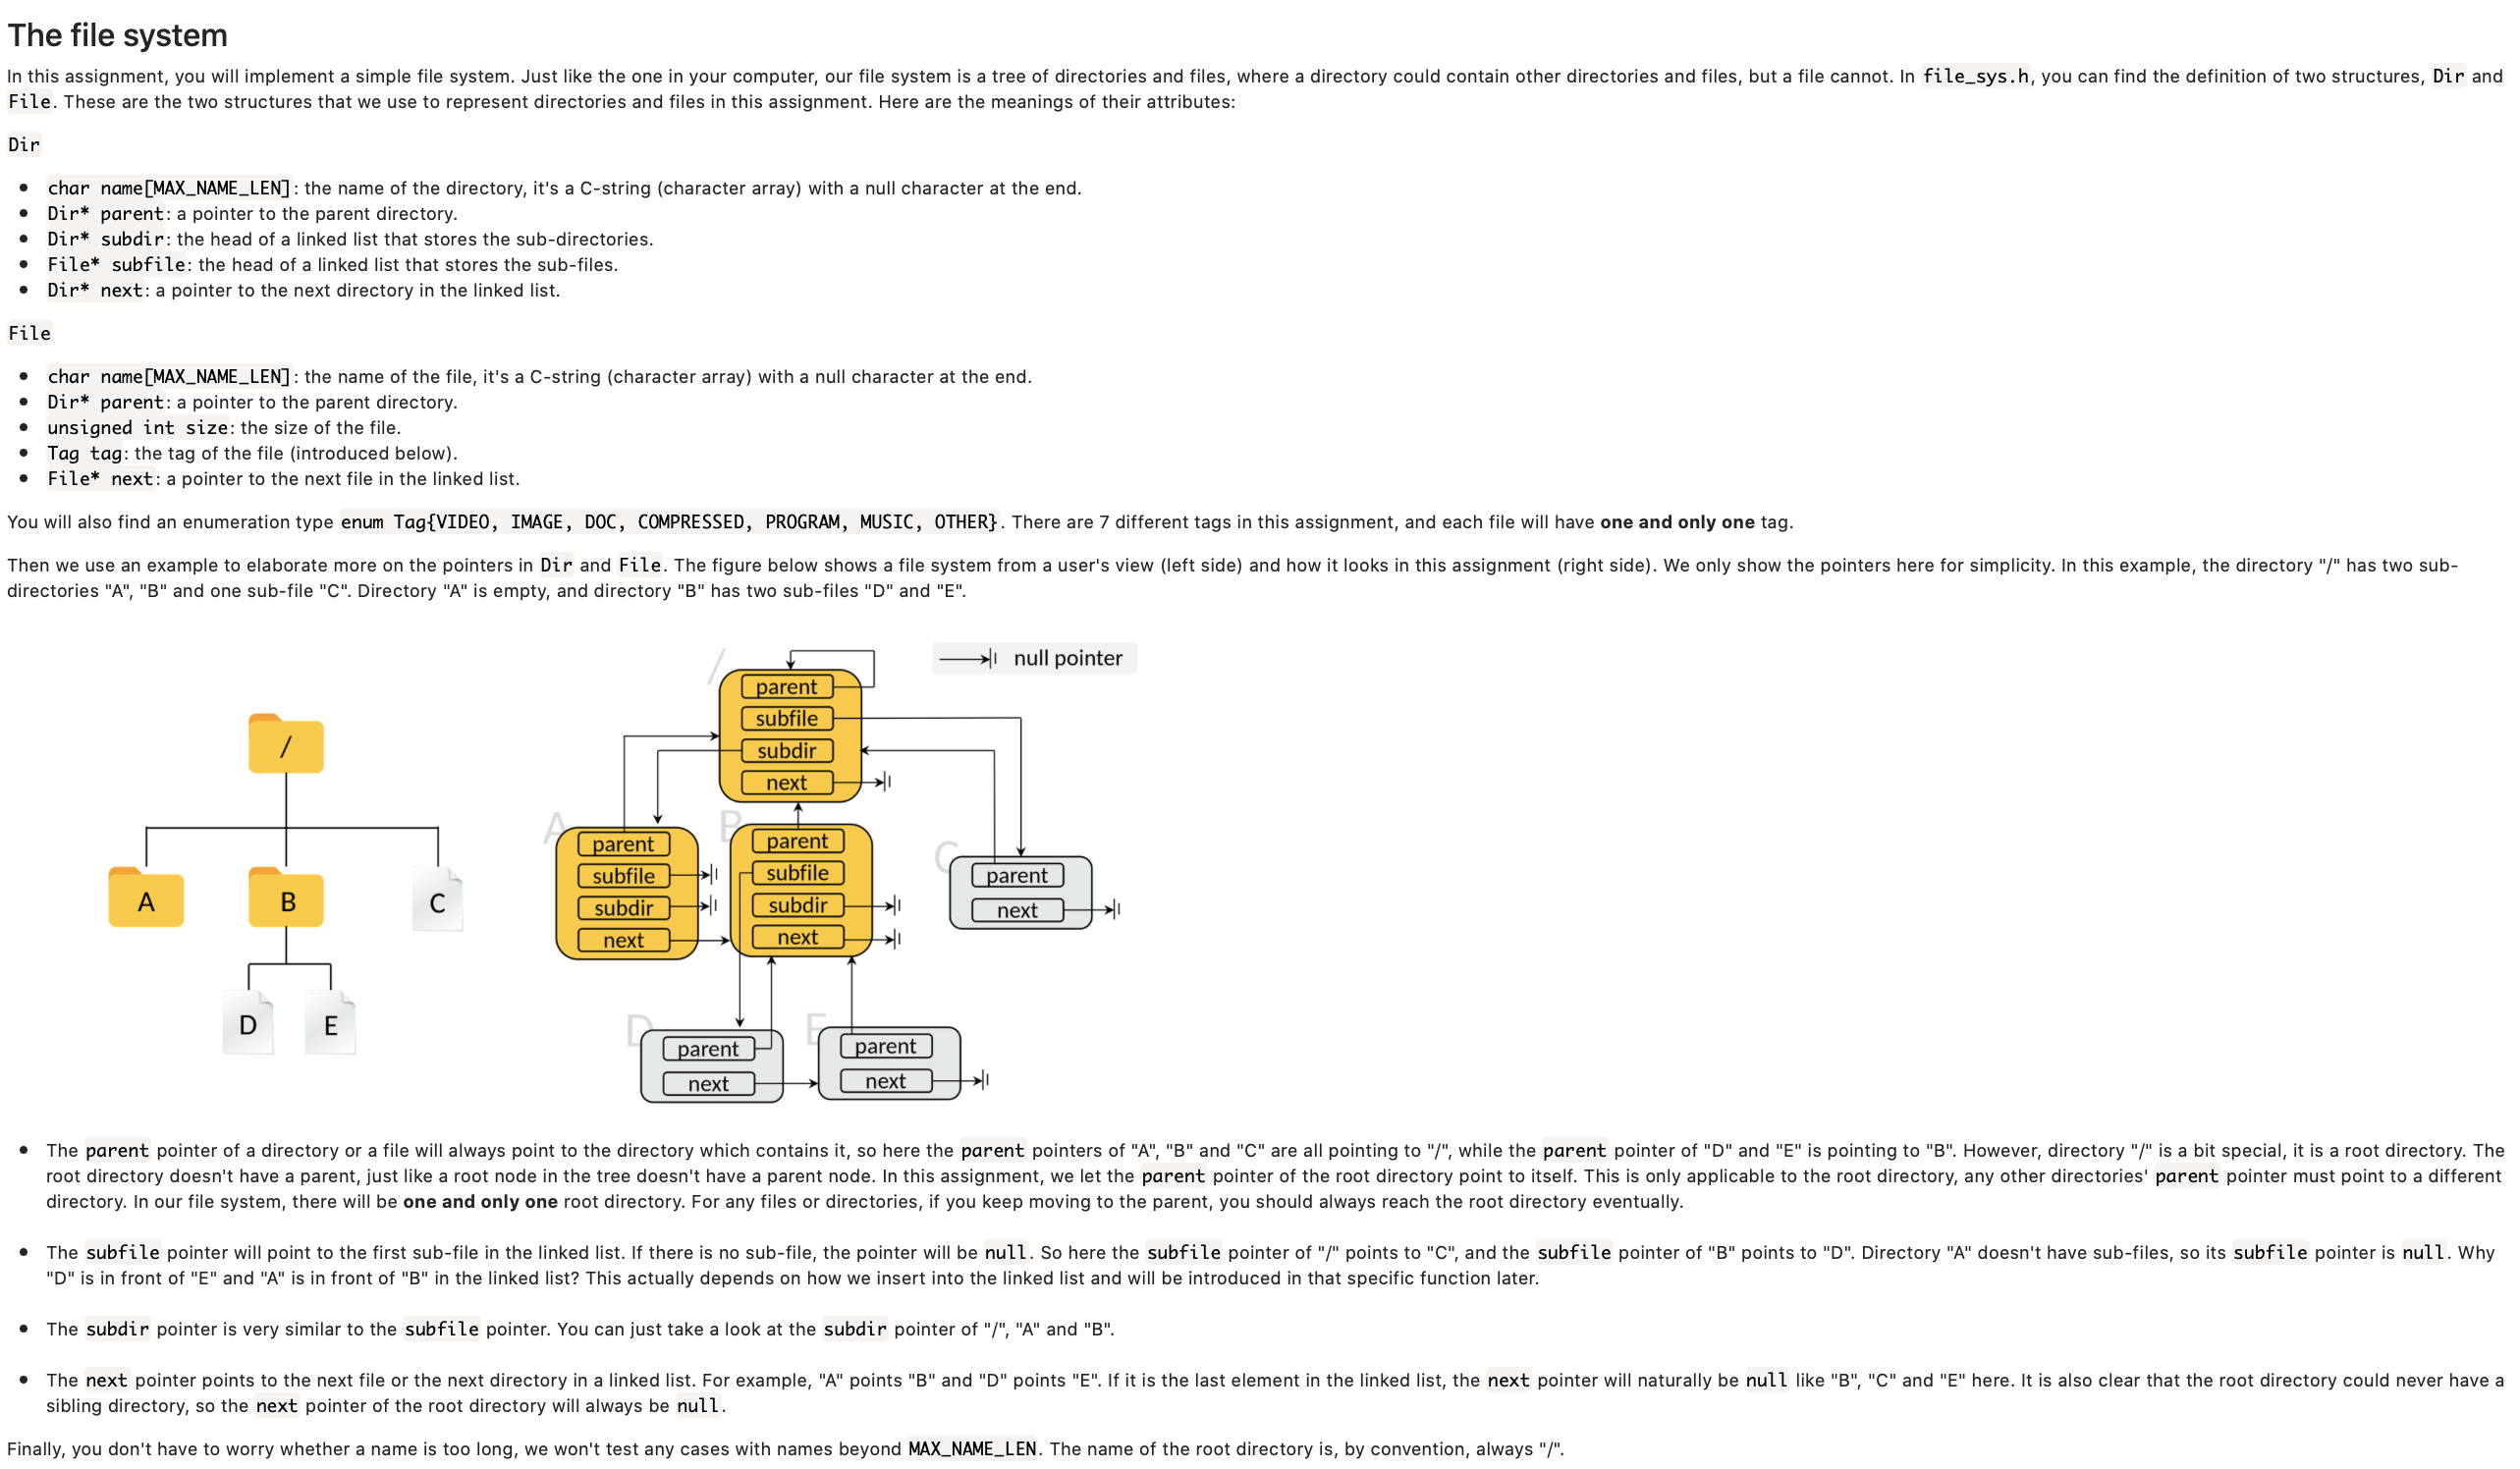 The file system
In this assignment, you will implement a simple file system. Just like the one in your computer, our file system is a tree of directories and files, where a directory could contain other directories and files, but a file cannot. In file_sys.h, you can find the definition of two structures, Dir and
File. These are the two structures that we use to represent directories and files in this assignment. Here are the meanings of their attributes:
Dir
• char name[MAX_NAME_LEN]: the name of the directory, it's a C-string (character array) with a null character at the end.
• Dir* parent: a pointer to the parent directory.
• Dir* subdir: the head of a linked list that stores the sub-directories.
• File* subfile: the head of a linked list that stores the sub-files.
• Dir* next: a pointer to the next directory in the linked list.
File
• char name[MAX_NAME_LEN]: the name of the file, it's a C-string (character array) with a null character at the end.
• Dir* parent: a pointer to the parent directory.
• unsigned int size: the size of the file.
• Tag tag: the tag of the file (introduced below).
• File* next: a pointer to the next file in the linked list.
You will also find an enumeration type enum Tag{VIDEO, IMAGE, DOC, COMPRESSED, PROGRAM, MUSIC, OTHER}. There are 7 different tags in this assignment, and each file will have one and only one tag.
Then we use an example to elaborate more on the pointers in Dir and File. The figure below shows a file system from a user's view (left side) and how it looks in this assignment (right side). We only show the pointers here for simplicity. In this example, the directory "/" has two sub-
directories "A", "B" and one sub-file "C". Directory "A" is empty, and directory "B" has two sub-files "D" and "E".
/
A
B
C
D
E
null pointer
/
parent
subfile
subdir
next
A
parent
subfile
subdir
next
B
parent
subfile
subdir
next
C
parent
next
D
parent
next
E
parent
next
• The parent pointer of a directory or a file will always point to the directory which contains it, so here the parent pointers of "A", "B" and "C" are all pointing to "/", while the parent pointer of "D" and "E" is pointing to "B". However, directory "/" is a bit special, it is a root directory. The
root directory doesn't have a parent, just like a root node in the tree doesn't have a parent node. In this assignment, we let the parent pointer of the root directory point to itself. This is only applicable to the root directory, any other directories' parent pointer must point to a different
directory. In our file system, there will be one and only one root directory. For any files or directories, if you keep moving to the parent, you should always reach the root directory eventually.
• The subfile pointer will point to the first sub-file in the linked list. If there is no sub-file, the pointer will be null. So here the subfile pointer of "/" points to "C", and the subfile pointer of "B" points to "D". Directory "A" doesn't have sub-files, so its subfile pointer is null. Why
"D" is in front of "E" and "A" is in front of "B" in the linked list? This actually depends on how we insert into the linked list and will be introduced in that specific function later.
• The subdir pointer is very similar to the subfile pointer. You can just take a look at the subdir pointer of "/", "A" and "B".
• The next pointer points to the next file or the next directory in a linked list. For example, "A" points "B" and "D" points "E". If it is the last element in the linked list, the next pointer will naturally be null like "B", "C" and "E" here. It is also clear that the root directory could never have a
sibling directory, so the next pointer of the root directory will always be null.
Finally, you don't have to worry whether a name is too long, we won't test any cases with names beyond MAX_NAME_LEN. The name of the root directory is, by convention, always "/".